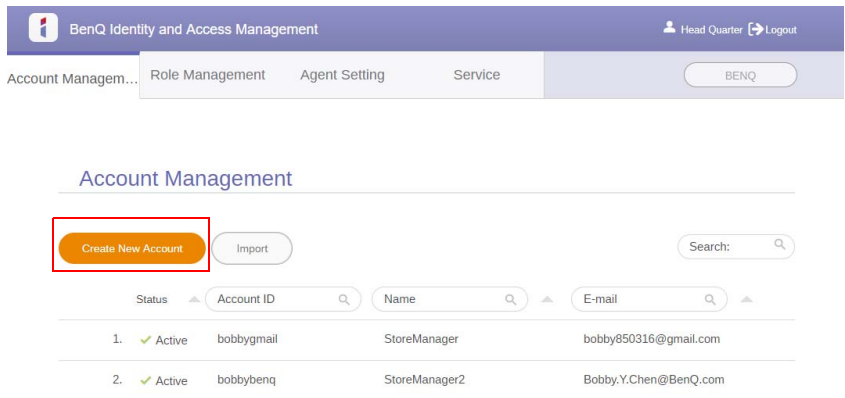 BenQ Identity and Access Management
Head Quarter Logout
Account Managem... Role Management Agent Setting Service BENQ
Account Management
Create New Account Import Search:
Status Account ID Name E-mail
1. Active bobbygmail StoreManager bobby850316@gmail.com
2. Active bobbybenq StoreManager2 Bobby.Y.Chen@BenQ.com